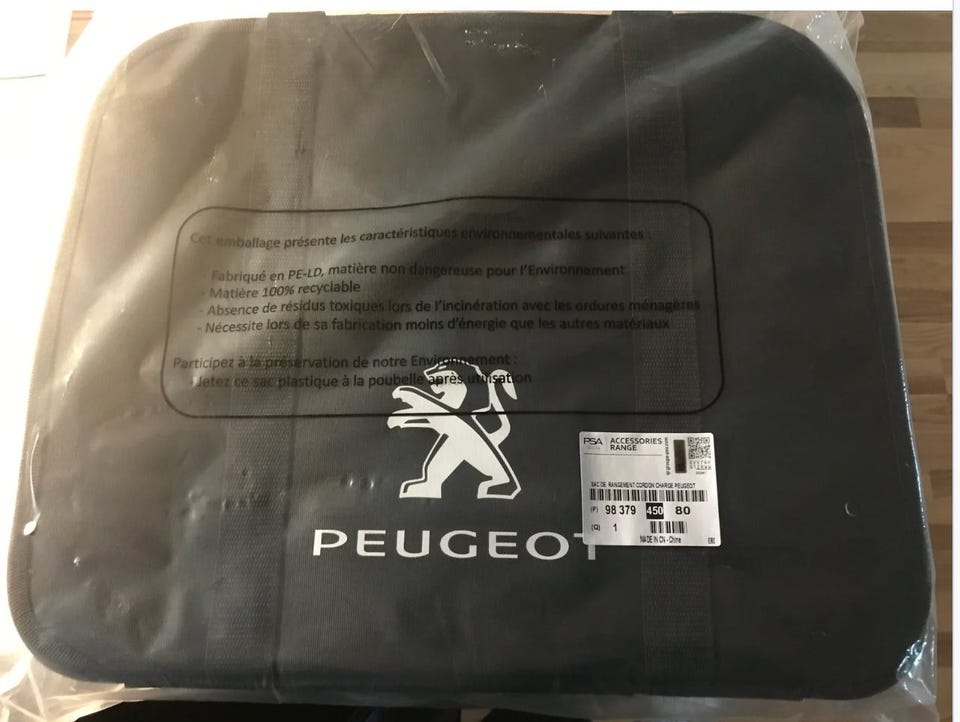 Cet emballage présente les caractéristiques environnementales suivantes :
- Fabriqué en PE-LD, matière non dangereuse pour l'Environnement
- Matière 100% recyclable
- Absence de résidus toxiques lors de l'incinération avec les ordures ménagères
- Nécessite lors de sa fabrication moins d'énergie que les autres matériaux
Participez à la préservation de notre Environnement :
- Jetez ce sac plastique à la poubelle après utilisation
PEUGEOT
PSA
ACCESSORIES
RANGE
SAC DE RANGEMENT CORDON CHARGE PEUGEOT
(P) 98 379 450 80
(Q) 1
MADE IN CN - Chine